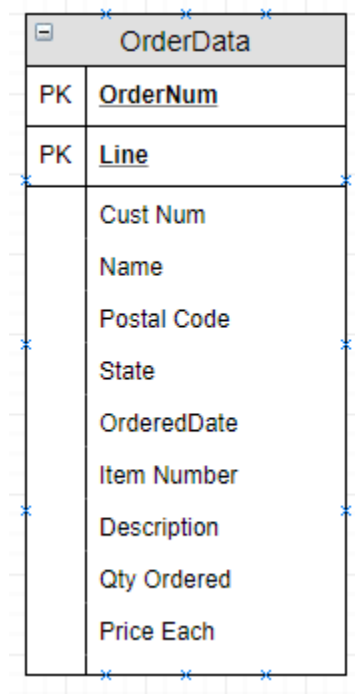 OrderData
PK OrderNum
PK Line
Cust Num
Name
Postal Code
State
OrderedDate
Item Number
Description
Qty Ordered
Price Each